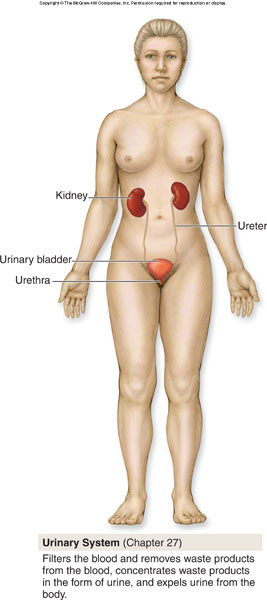 Copyright © The McGraw-Hill Companies, Inc. Permission required for reproduction or display.
Kidney
Ureter
Urinary bladder
Urethra
Urinary System (Chapter 27)
Filters the blood and removes waste products
from the blood, concentrates waste products
in the form of urine, and expels urine from the
body.